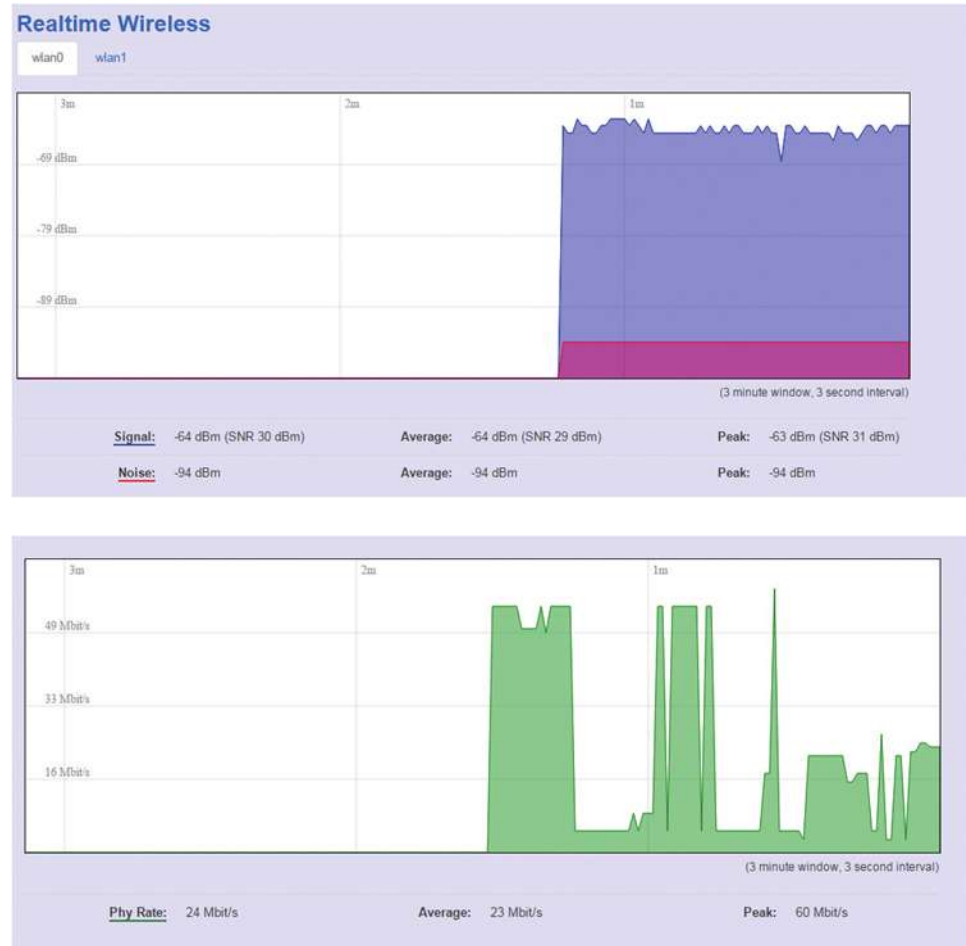 Realtime Wireless
wlan0 wlan1
3m 2m 1m
-69 dBm
-79 dBm
-89 dBm
(3 minute window, 3 second interval)
Signal: -64 dBm (SNR 30 dBm) Average: -64 dBm (SNR 29 dBm) Peak: -63 dBm (SNR 31 dBm)
Noise: -94 dBm Average: -94 dBm Peak: -94 dBm
3m 2m 1m
49 Mbit/s
33 Mbit/s
16 Mbit/s
(3 minute window, 3 second interval)
Phy Rate: 24 Mbit/s Average: 23 Mbit/s Peak: 60 Mbit/s